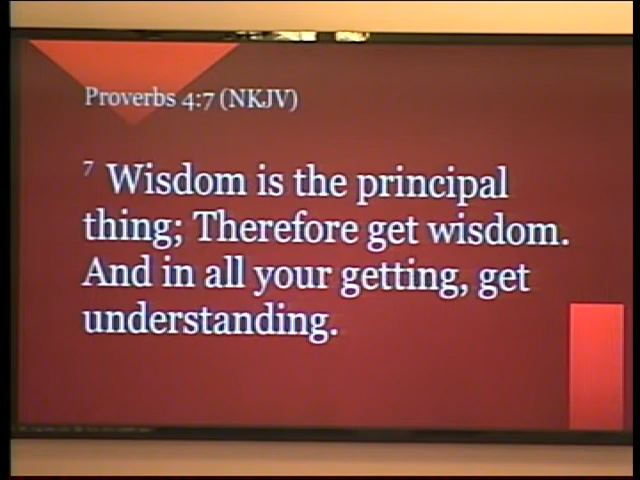 Proverbs 4:7 (NKJV)
7 Wisdom is the principal
thing; Therefore get wisdom.
And in all your getting, get
understanding.